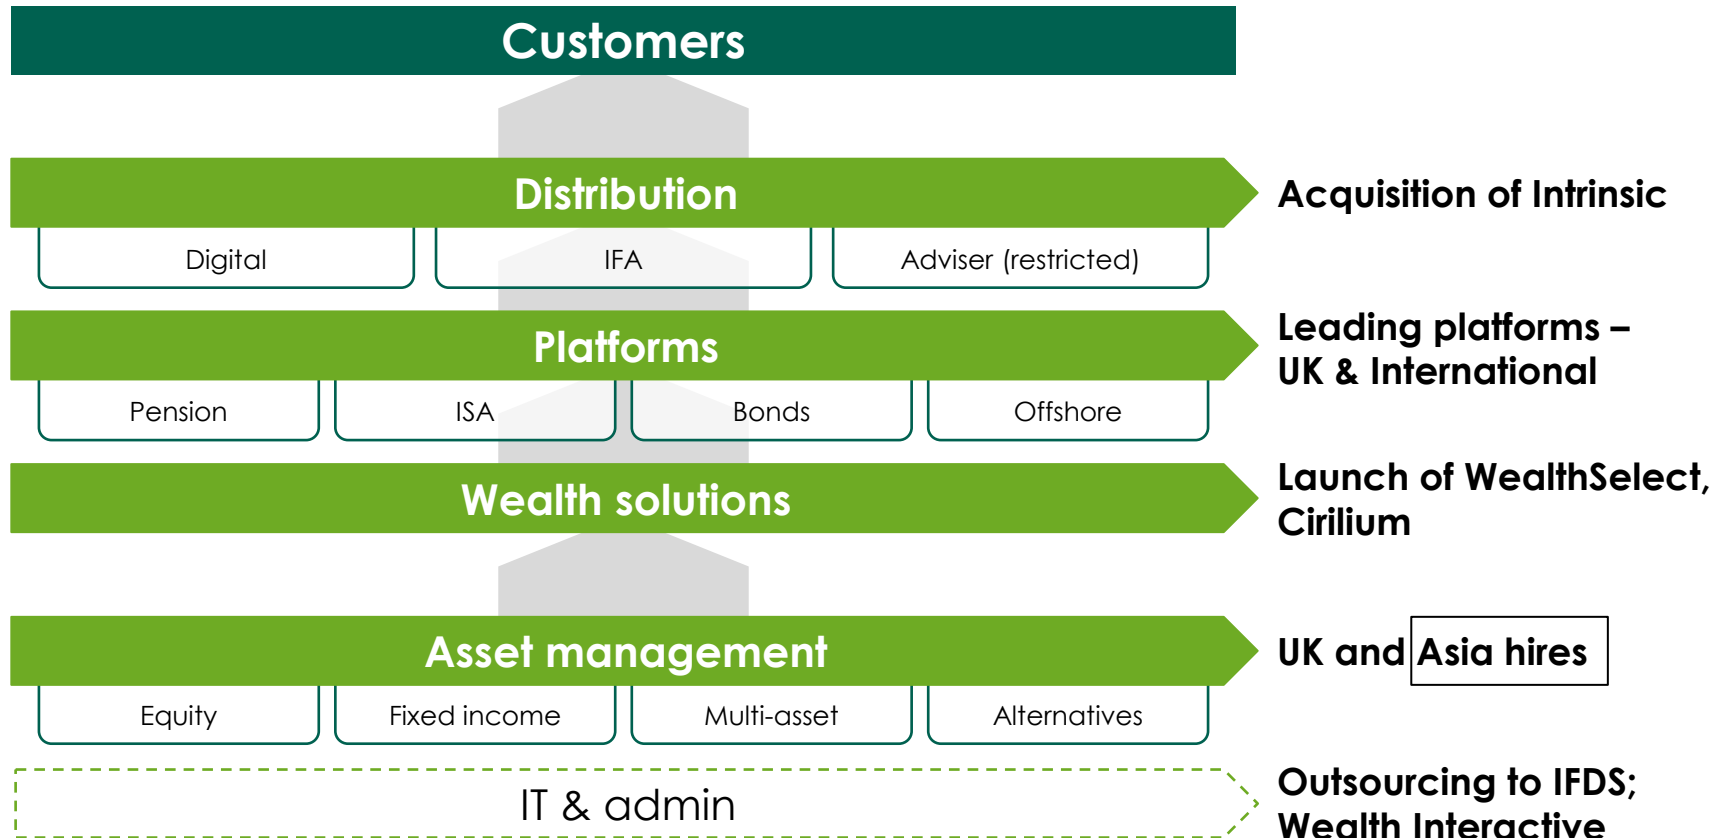 Customers
Distribution
Acquisition of Intrinsic
Digital
IFA
Adviser (restricted)
Platforms
Leading platforms –
UK & International
Pension
ISA
Bonds
Offshore
Wealth solutions
Launch of WealthSelect,
Cirilium
Asset management
UK and Asia hires
Equity
Fixed income
Multi-asset
Alternatives
IT & admin
Outsourcing to IFDS;
Wealth Interactive